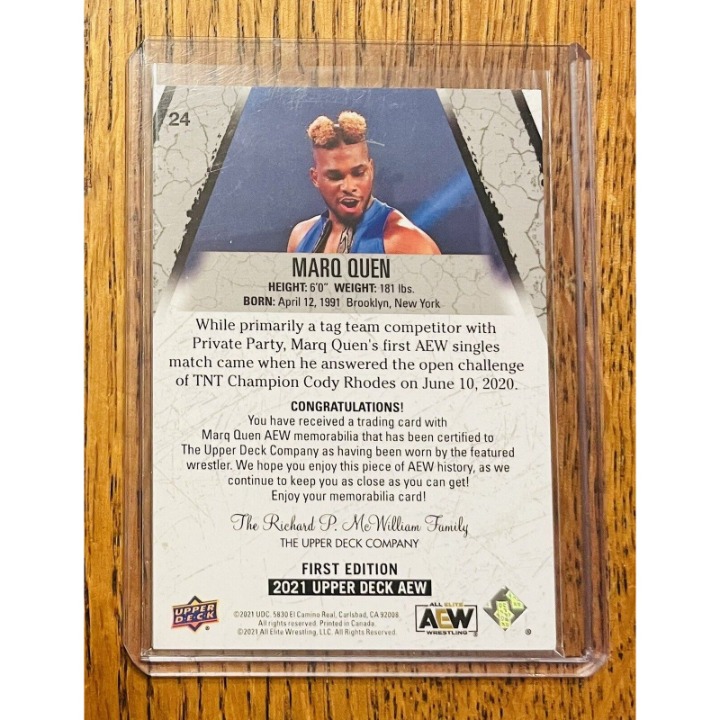 24
MARQ QUEN
HEIGHT: 6'0" WEIGHT: 181 lbs.
BORN: April 12, 1991 Brooklyn, New York
While primarily a tag team competitor with
Private Party, Marq Quen's first AEW singles
match came when he answered the open challenge
of TNT Champion Cody Rhodes on June 10, 2020.
CONGRATULATIONS!
You have received a trading card with
Marq Quen AEW memorabilia that has been certified to
The Upper Deck Company as having been worn by the featured
wrestler. We hope you enjoy this piece of AEW history, as we
continue to keep you as close as you can get!
Enjoy your memorabilia card!
The Richard P. McWilliam Family
THE UPPER DECK COMPANY
FIRST EDITION
2021 UPPER DECK AEW
UPPER DECK ®
©2021 UDC. 5830 El Camino Real, Carlsbad, CA 92008
All rights reserved. Printed in Canada.
©2021 All Elite Wrestling, LLC. All Rights Reserved.
ALL ELITE
AEW
WRESTLING
®